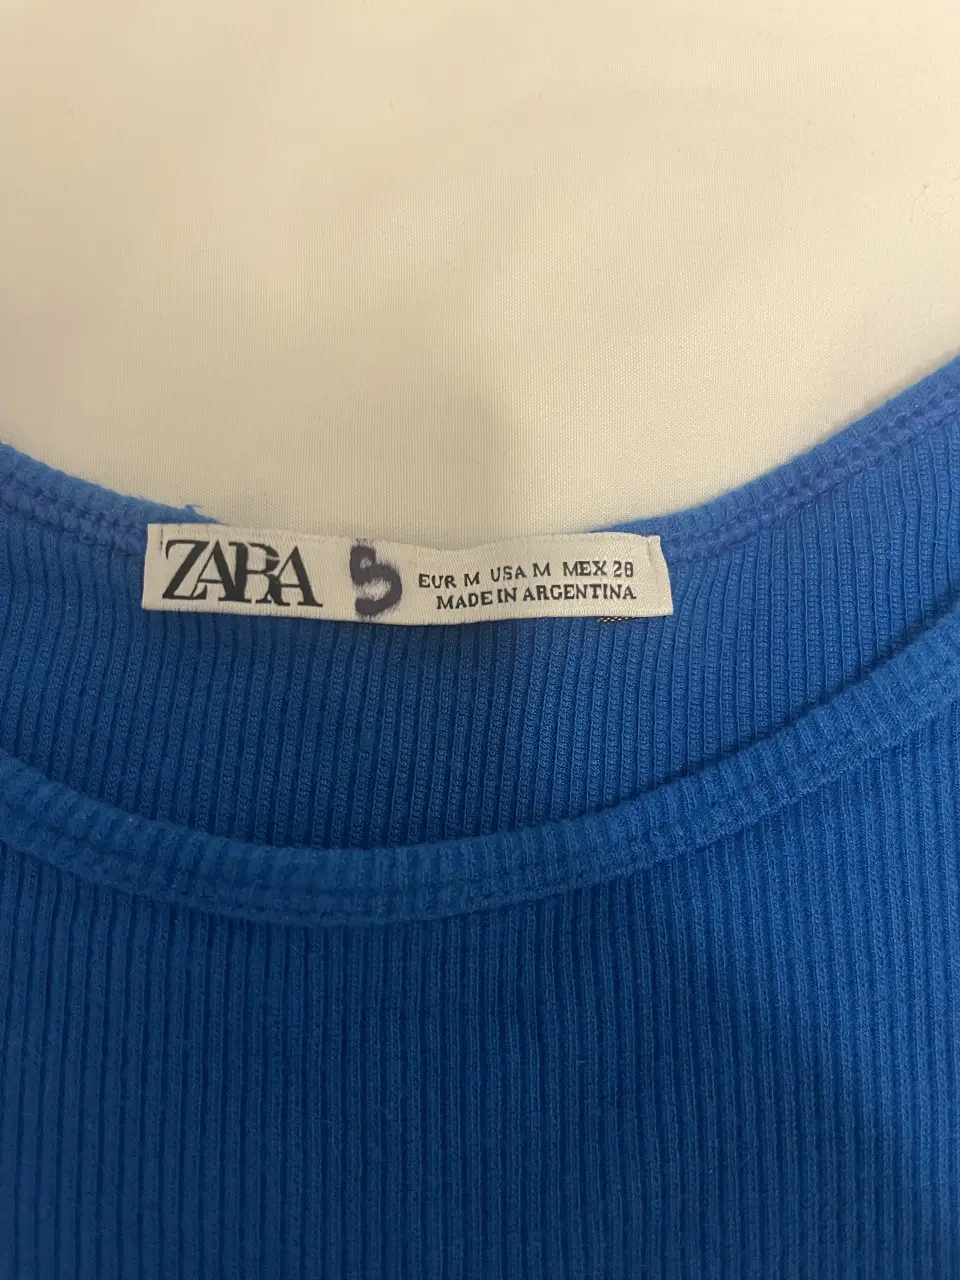 ZARA
S
EUR M USA M MEX 28
MADE IN ARGENTINA